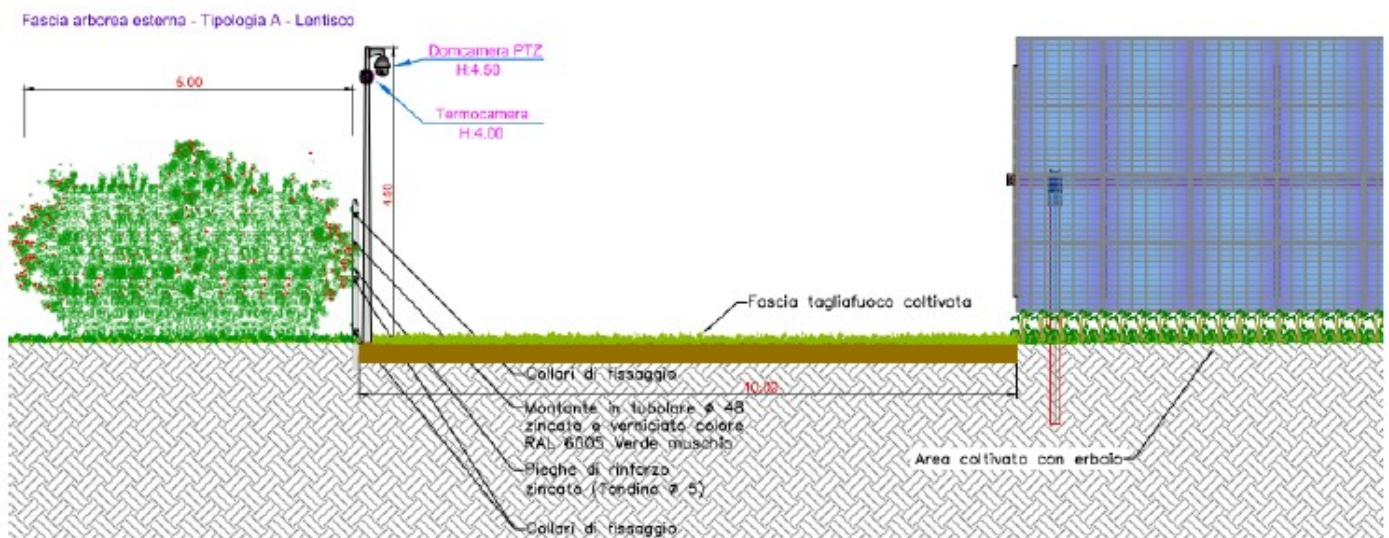 Fascia arborea esterna - Tipologia A - Lentisco
Domcamera PTZ
H:4.50
5.00
Termocamera
H:4.00
4.50
Fascia tagliafuoco coltivata
Collari di fissaggio
10.00
Montante in tubolare ø 48
zincato e verniciato colore
RAL 6005 Verde muschio
Area coltivata con erbaio
Pieghe di rinforzo
zincato (Tondino ø 5)
Collari di fissaggio